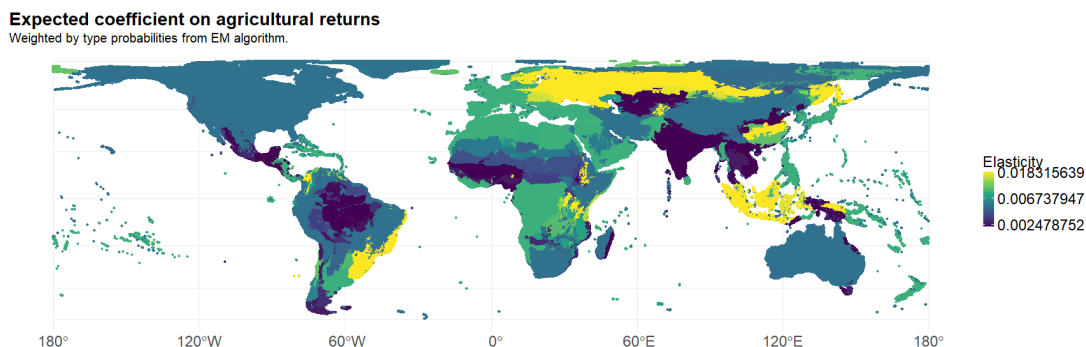 Expected coefficient on agricultural returns
Weighted by type probabilities from EM algorithm.
Elasticity
0.018315639
0.006737947
0.002478752
180° 120°W 60°W 0° 60°E 120°E 180°